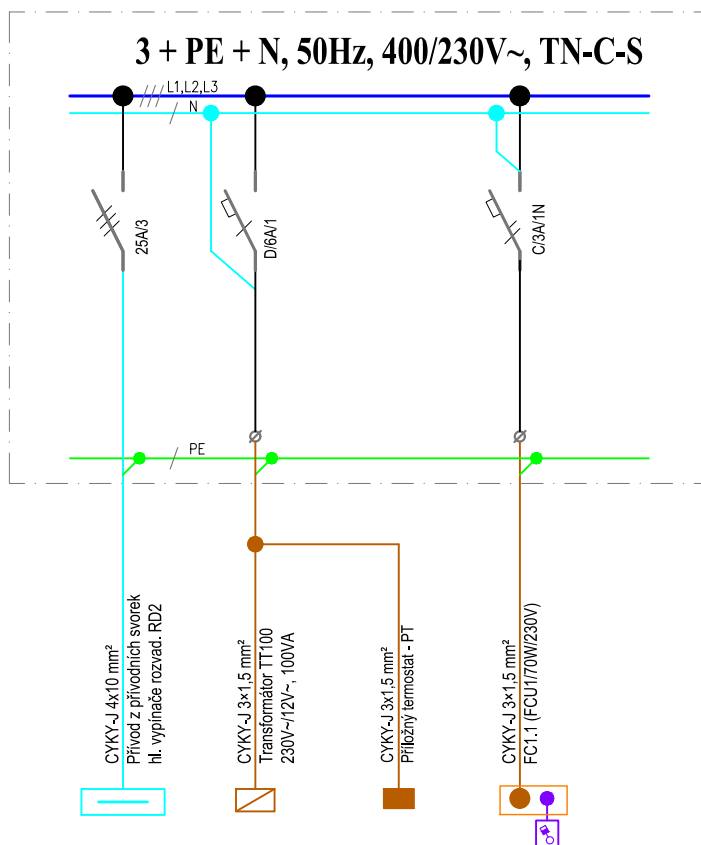 3 + PE + N, 50Hz, 400/230V~, TN-C-S
L1,L2,L3
N
25A/3
D/6A/1
C/3A/1N
PE
CYKY-J 4x10 mm²
Přívod z přívodních svorek
hl. vypínače rozvad. RD2
CYKY-J 3×1,5 mm²
Transformátor TT100
230V~/12V~, 100VA
CYKY-J 3x1,5 mm²
Příložný termostat - PT
CYKY-J 3×1,5 mm²
FC1.1 (FCU1/70W/230V)